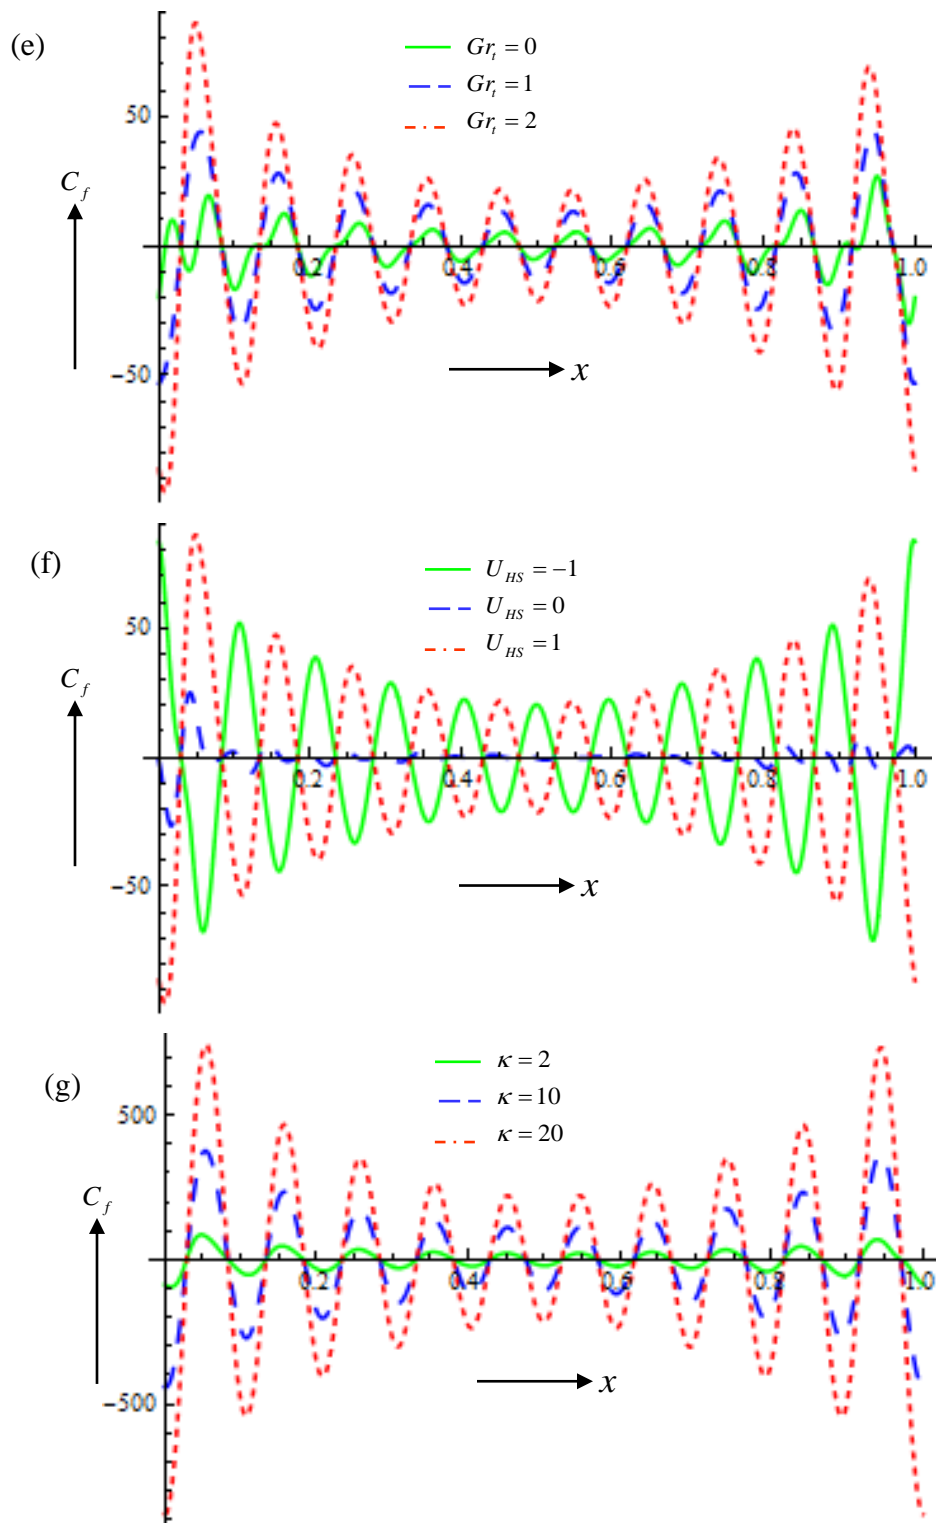 (e)
Gr_t = 0
Gr_t = 1
Gr_t = 2
50
C_f
0.2 0.4 0.6 0.8 1.0
−50
x
(f)
U_HS = −1
U_HS = 0
U_HS = 1
50
C_f
0.2 0.4 0.6 0.8 1.0
−50
x
(g)
κ = 2
κ = 10
κ = 20
500
C_f
0.2 0.4 0.6 0.8 1.0
x
−500